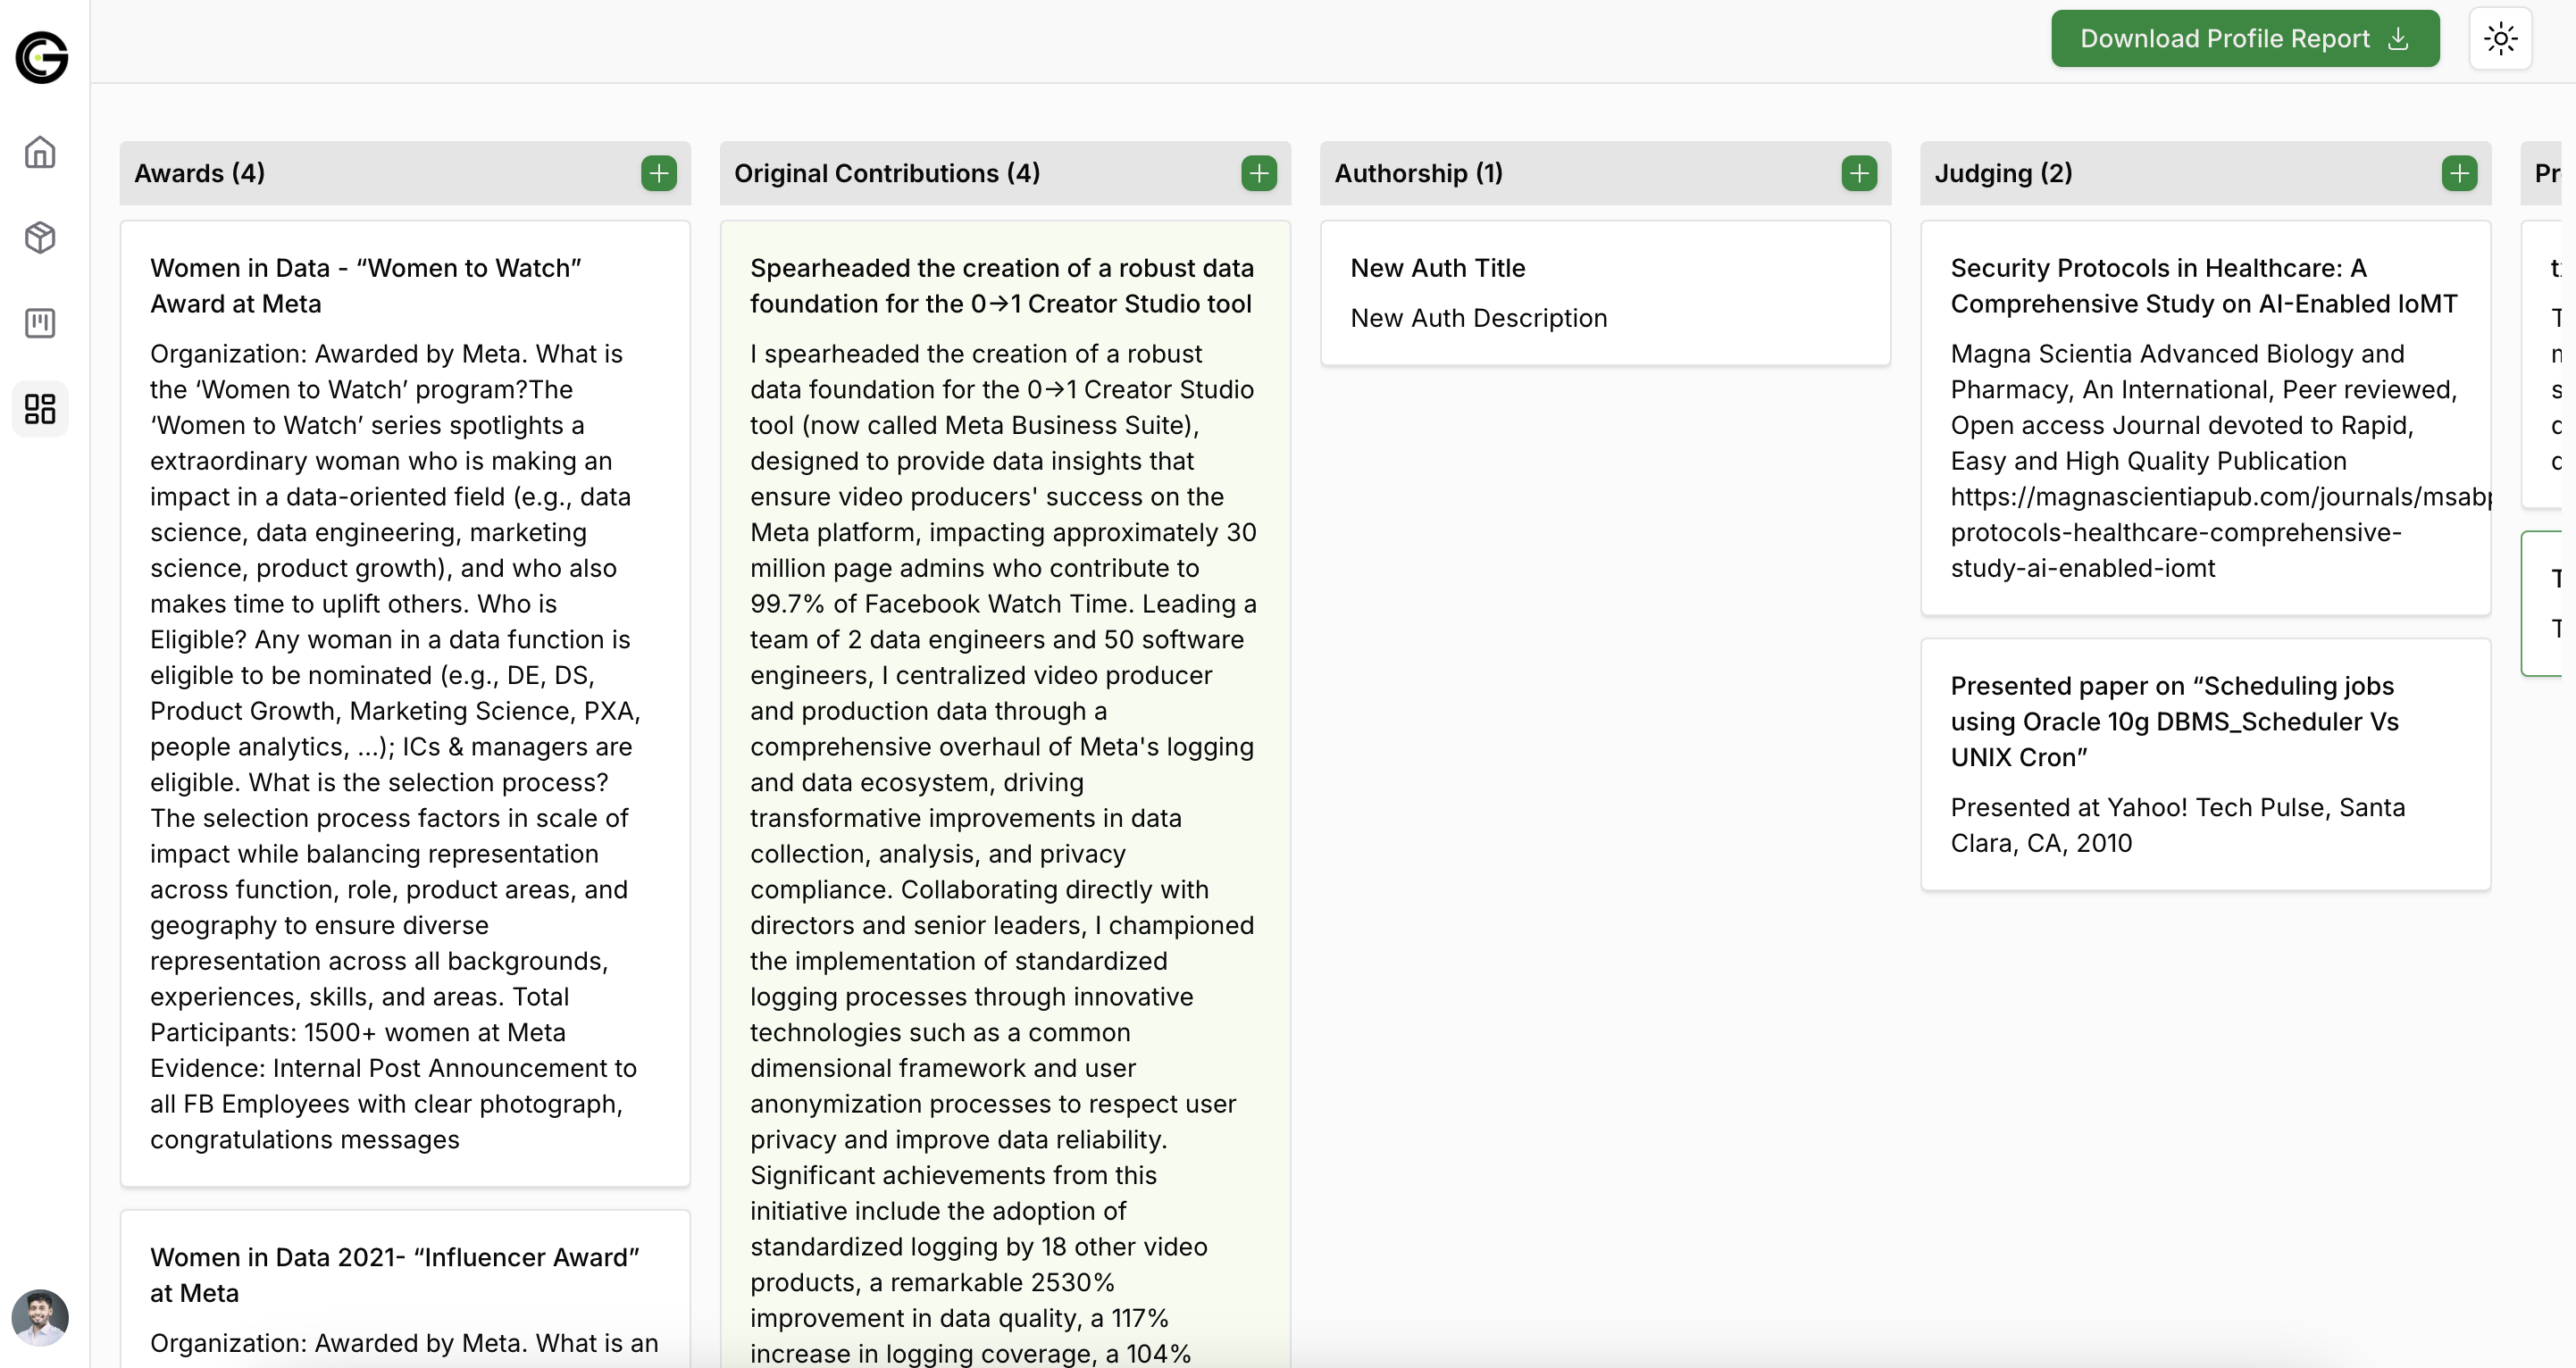 Download Profile Report
Awards (4)
Women in Data - “Women to Watch”
Award at Meta
Organization: Awarded by Meta. What is
the ‘Women to Watch’ program?The
‘Women to Watch’ series spotlights a
extraordinary woman who is making an
impact in a data-oriented field (e.g., data
science, data engineering, marketing
science, product growth), and who also
makes time to uplift others. Who is
Eligible? Any woman in a data function is
eligible to be nominated (e.g., DE, DS,
Product Growth, Marketing Science, PXA,
people analytics, ...); ICs & managers are
eligible. What is the selection process?
The selection process factors in scale of
impact while balancing representation
across function, role, product areas, and
geography to ensure diverse
representation across all backgrounds,
experiences, skills, and areas. Total
Participants: 1500+ women at Meta
Evidence: Internal Post Announcement to
all FB Employees with clear photograph,
congratulations messages
Women in Data 2021- “Influencer Award”
at Meta
Organization: Awarded by Meta. What is an
Original Contributions (4)
Spearheaded the creation of a robust data
foundation for the 0→1 Creator Studio tool
I spearheaded the creation of a robust
data foundation for the 0→1 Creator Studio
tool (now called Meta Business Suite),
designed to provide data insights that
ensure video producers' success on the
Meta platform, impacting approximately 30
million page admins who contribute to
99.7% of Facebook Watch Time. Leading a
team of 2 data engineers and 50 software
engineers, I centralized video producer
and production data through a
comprehensive overhaul of Meta's logging
and data ecosystem, driving
transformative improvements in data
collection, analysis, and privacy
compliance. Collaborating directly with
directors and senior leaders, I championed
the implementation of standardized
logging processes through innovative
technologies such as a common
dimensional framework and user
anonymization processes to respect user
privacy and improve data reliability.
Significant achievements from this
initiative include the adoption of
standardized logging by 18 other video
products, a remarkable 2530%
improvement in data quality, a 117%
increase in logging coverage, a 104%
Authorship (1)
New Auth Title
New Auth Description
Judging (2)
Security Protocols in Healthcare: A
Comprehensive Study on AI-Enabled IoMT
Magna Scientia Advanced Biology and
Pharmacy, An International, Peer reviewed,
Open access Journal devoted to Rapid,
Easy and High Quality Publication
https://magnascientiapub.com/journals/msabp
protocols-healthcare-comprehensive-
study-ai-enabled-iomt
Presented paper on “Scheduling jobs
using Oracle 10g DBMS_Scheduler Vs
UNIX Cron”
Presented at Yahoo! Tech Pulse, Santa
Clara, CA, 2010